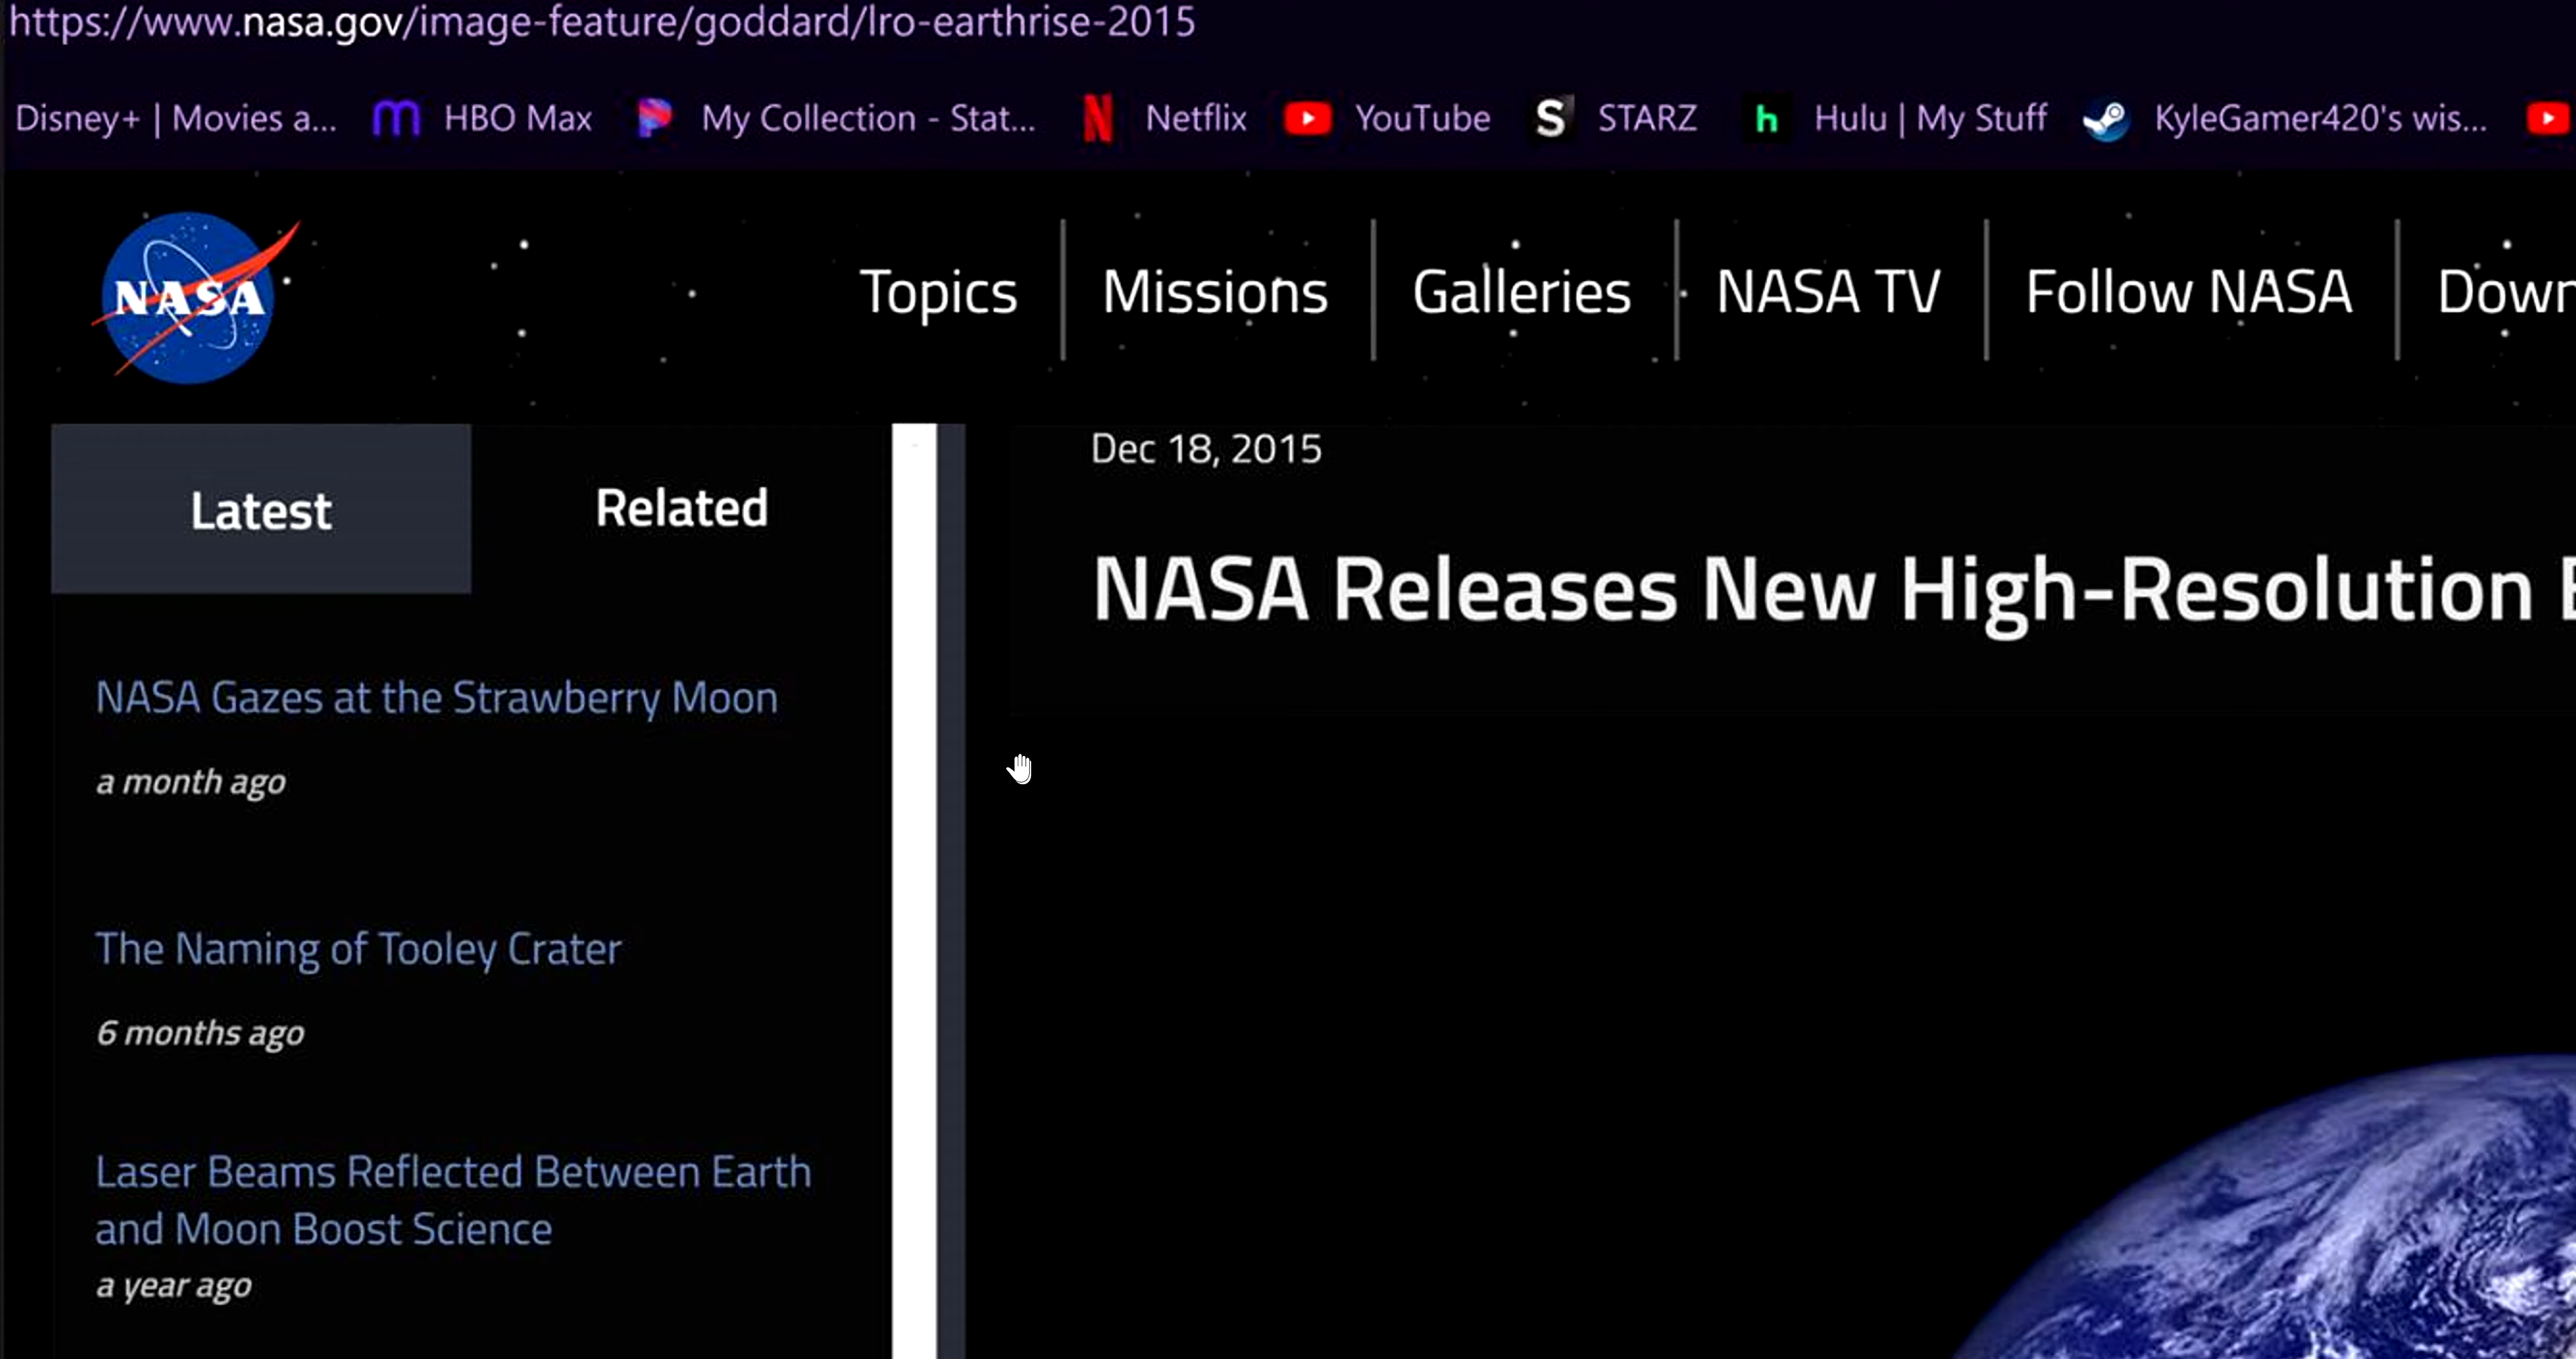 https://www.nasa.gov/image-feature/goddard/lro-earthrise-2015
Disney+ | Movies a... HBO Max My Collection - Stat... Netflix YouTube STARZ Hulu | My Stuff KyleGamer420's wis...
NASA
Topics Missions Galleries NASA TV Follow NASA Down
Latest Related
NASA Gazes at the Strawberry Moon
a month ago
The Naming of Tooley Crater
6 months ago
Laser Beams Reflected Between Earth
and Moon Boost Science
a year ago
Dec 18, 2015
NASA Releases New High-Resolution E